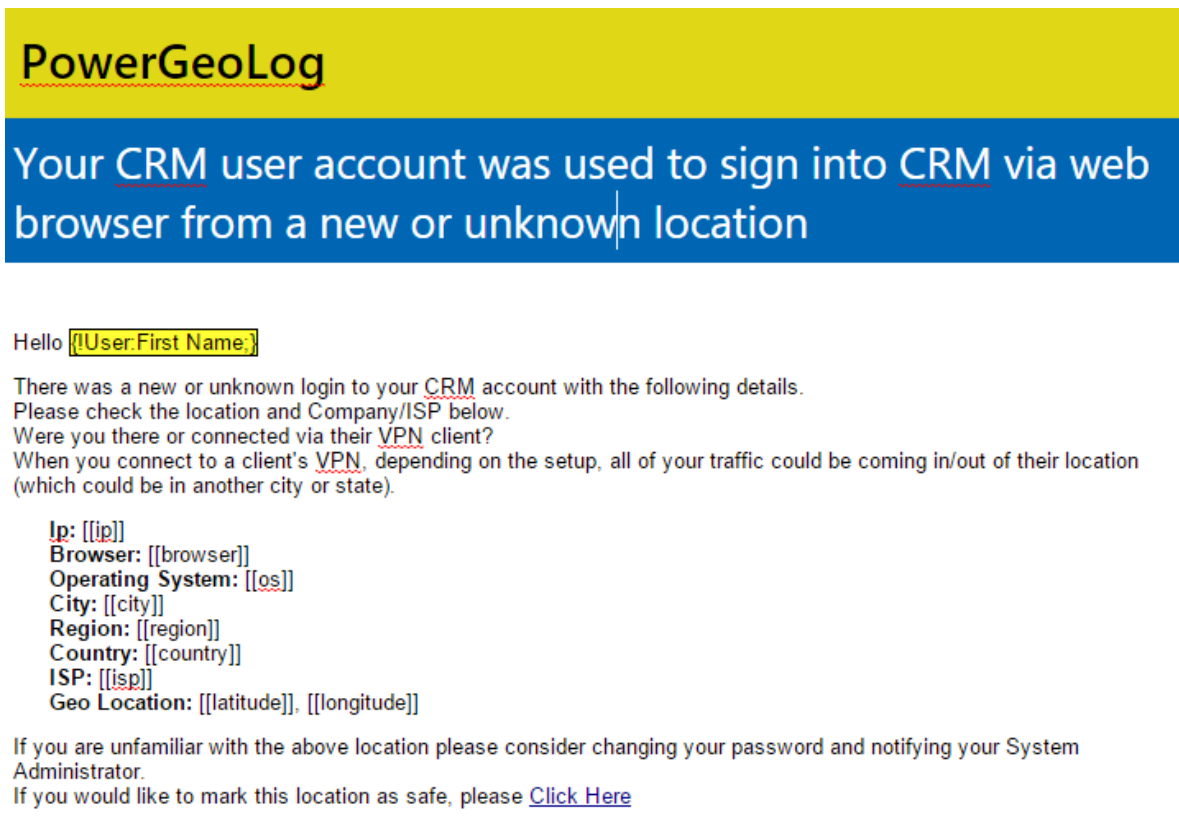 PowerGeoLog
Your CRM user account was used to sign into CRM via web
browser from a new or unknown location
Hello {!User:First Name;}
There was a new or unknown login to your CRM account with the following details.
Please check the location and Company/ISP below.
Were you there or connected via their VPN client?
When you connect to a client's VPN, depending on the setup, all of your traffic could be coming in/out of their location
(which could be in another city or state).
Ip: [[ip]]
Browser: [[browser]]
Operating System: [[os]]
City: [[city]]
Region: [[region]]
Country: [[country]]
ISP: [[isp]]
Geo Location: [[latitude]], [[longitude]]
If you are unfamiliar with the above location please consider changing your password and notifying your System
Administrator.
If you would like to mark this location as safe, please Click Here